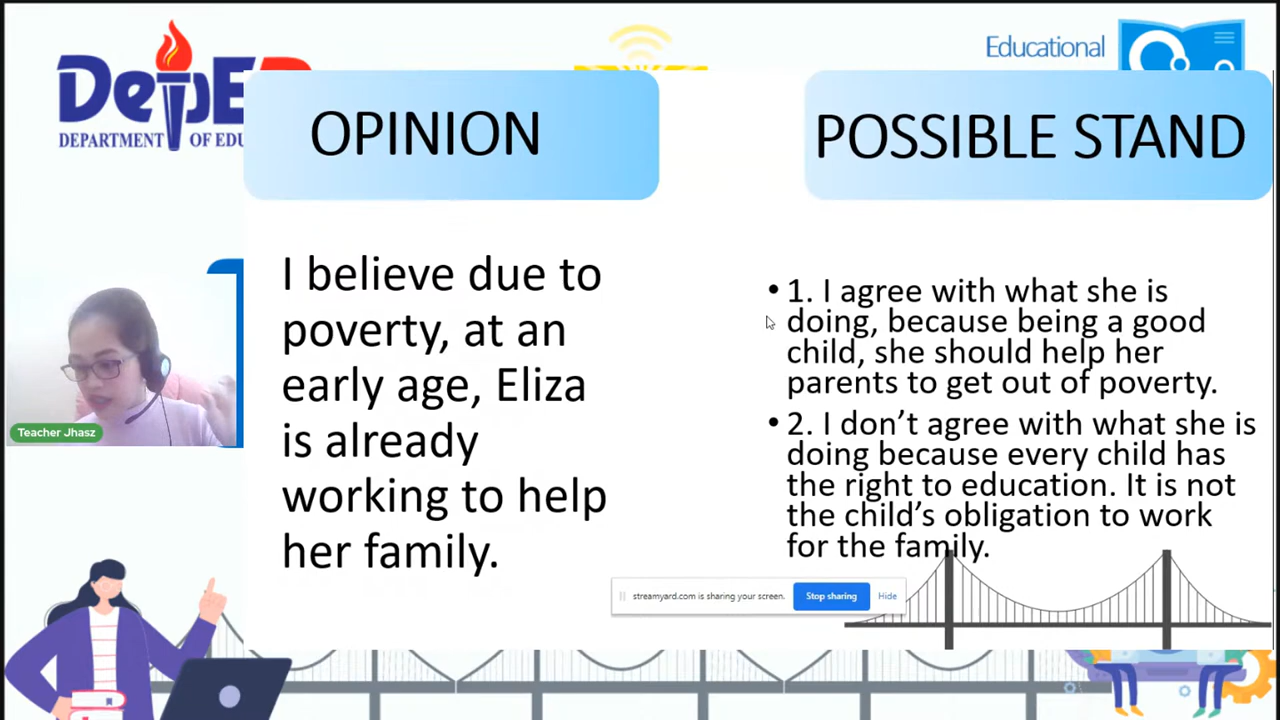 DepE
DEPARTMENT OF EDU
Educational
OPINION
POSSIBLE STAND
I believe due to
poverty, at an
early age, Eliza
is already
working to help
her family.
• 1. I agree with what she is
doing, because being a good
child, she should help her
parents to get out of poverty.
• 2. I don’t agree with what she is
doing because every child has
the right to education. It is not
the child’s obligation to work
for the family.
Teacher Jhasz
streamyard.com is sharing your screen.
Stop sharing
Hide